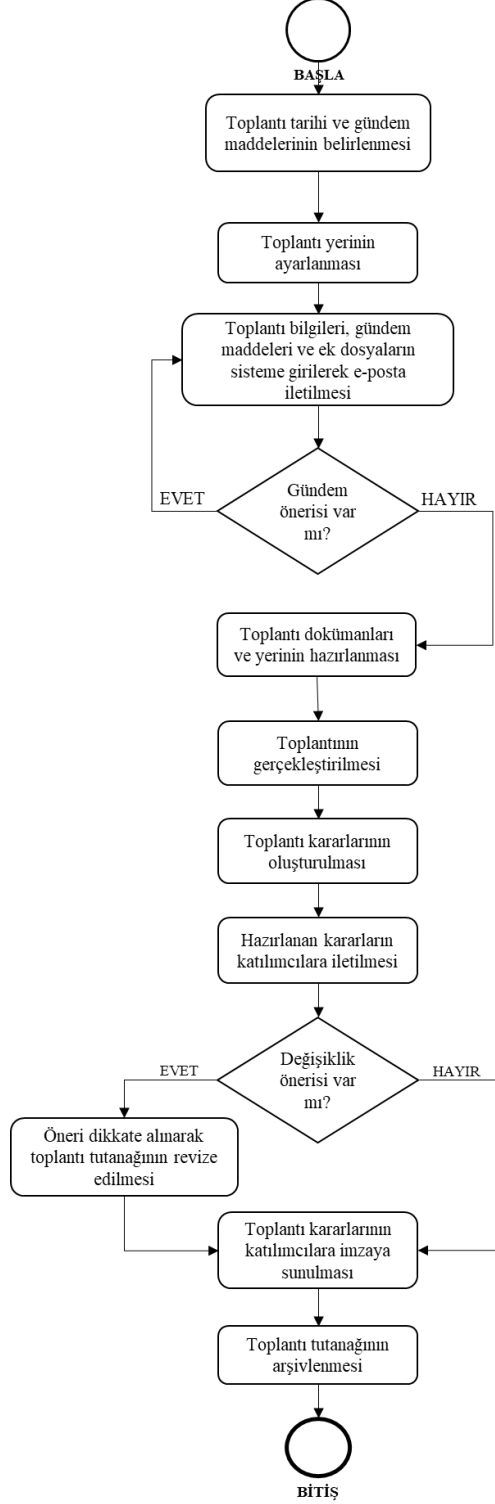 BAŞLA
Toplantı tarihi ve gündem
maddelerinin belirlenmesi
Toplantı yerinin
ayarlanması
Toplantı bilgileri, gündem
maddeleri ve ek dosyaların
sisteme girilerek e-posta
iletilmesi
EVET
Gündem
önerisi var
mı?
HAYIR
Toplantı dokümanları
ve yerinin hazırlanması
Toplantının
gerçekleştirilmesi
Toplantı kararlarının
oluşturulması
Hazırlanan kararların
katılımcılara iletilmesi
EVET
Değişiklik
önerisi var
mı?
HAYIR
Öneri dikkate alınarak
toplantı tutanağının revize
edilmesi
Toplantı kararlarının
katılımcılara imzaya
sunulması
Toplantı tutanağının
arşivlenmesi
BİTİŞ